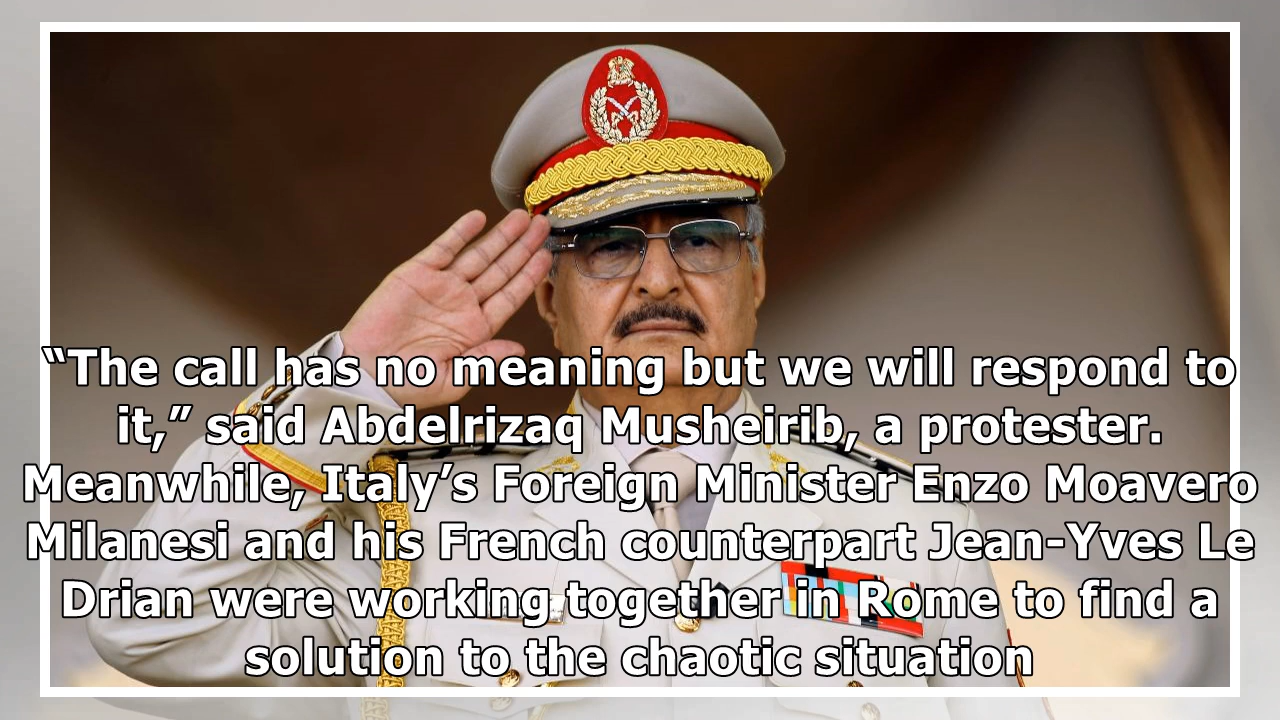 “The call has no meaning but we will respond to
it,” said Abdelrizaq Musheirib, a protester.
Meanwhile, Italy’s Foreign Minister Enzo Moavero
Milanesi and his French counterpart Jean-Yves Le
Drian were working together in Rome to find a
solution to the chaotic situation